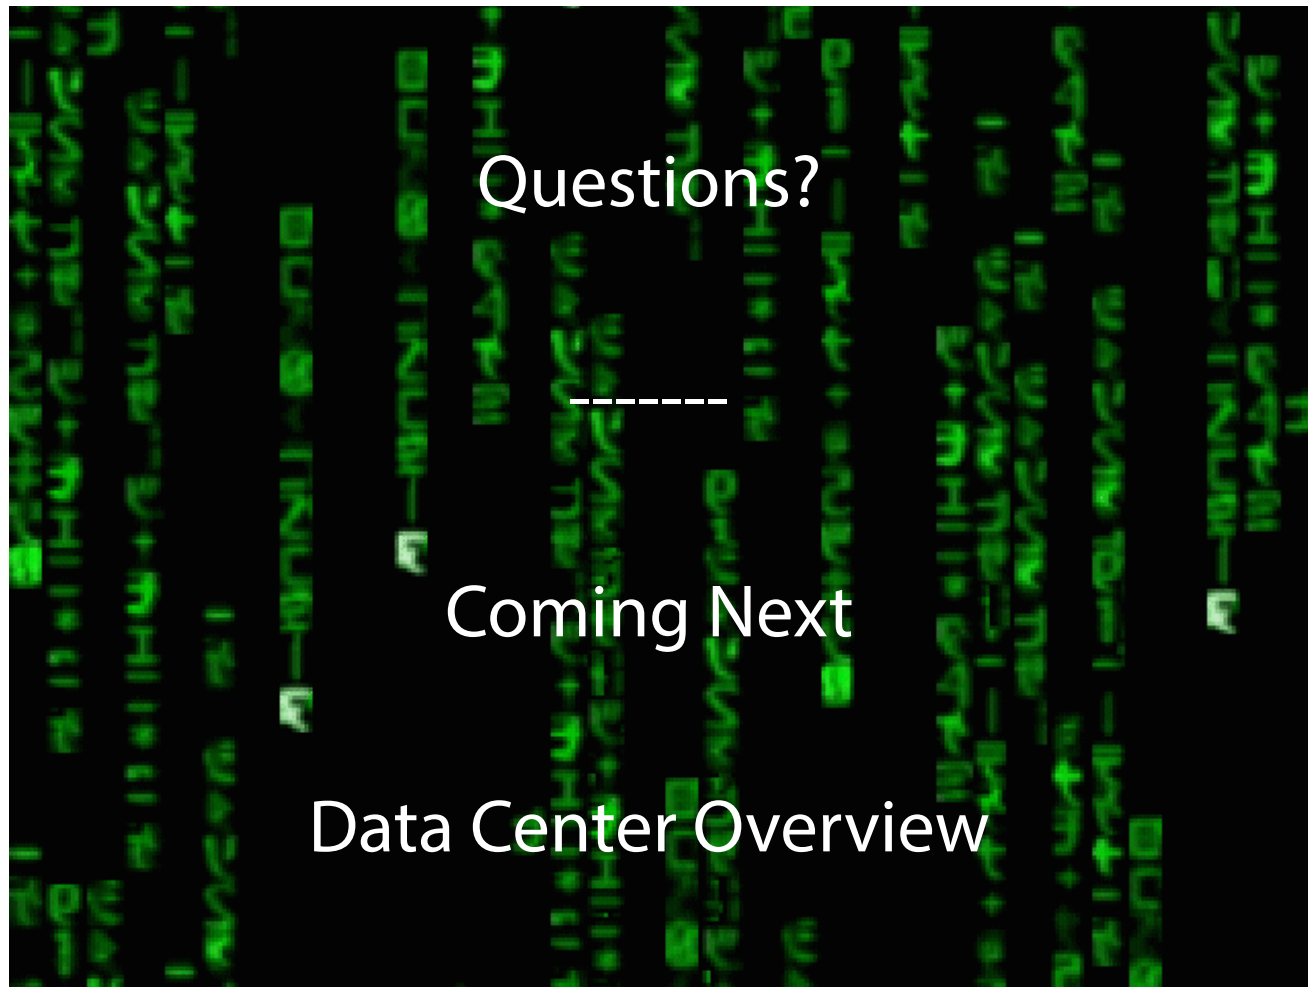 Questions?
-------
Coming Next
Data Center Overview